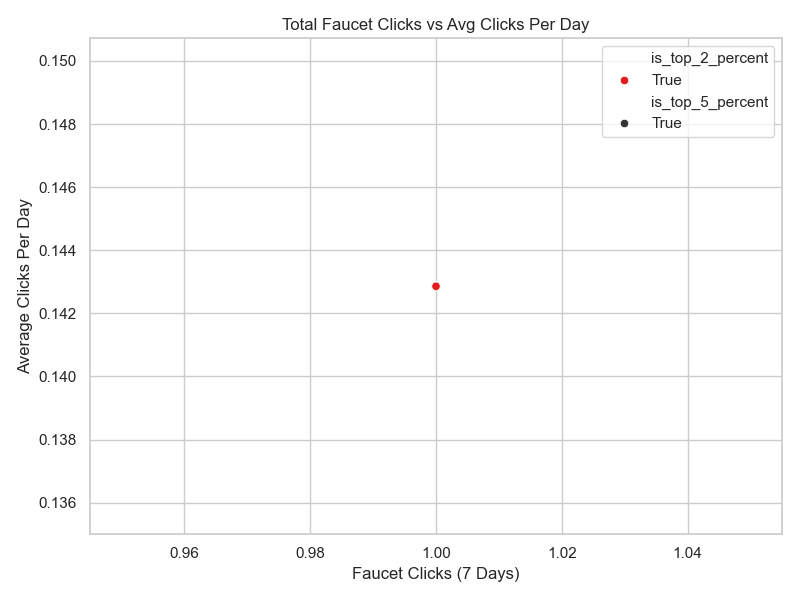 Total Faucet Clicks vs Avg Clicks Per Day
is_top_2_percent
True
is_top_5_percent
True
0.150
0.148
0.146
0.144
0.142
0.140
0.138
0.136
Average Clicks Per Day
0.96 0.98 1.00 1.02 1.04
Faucet Clicks (7 Days)